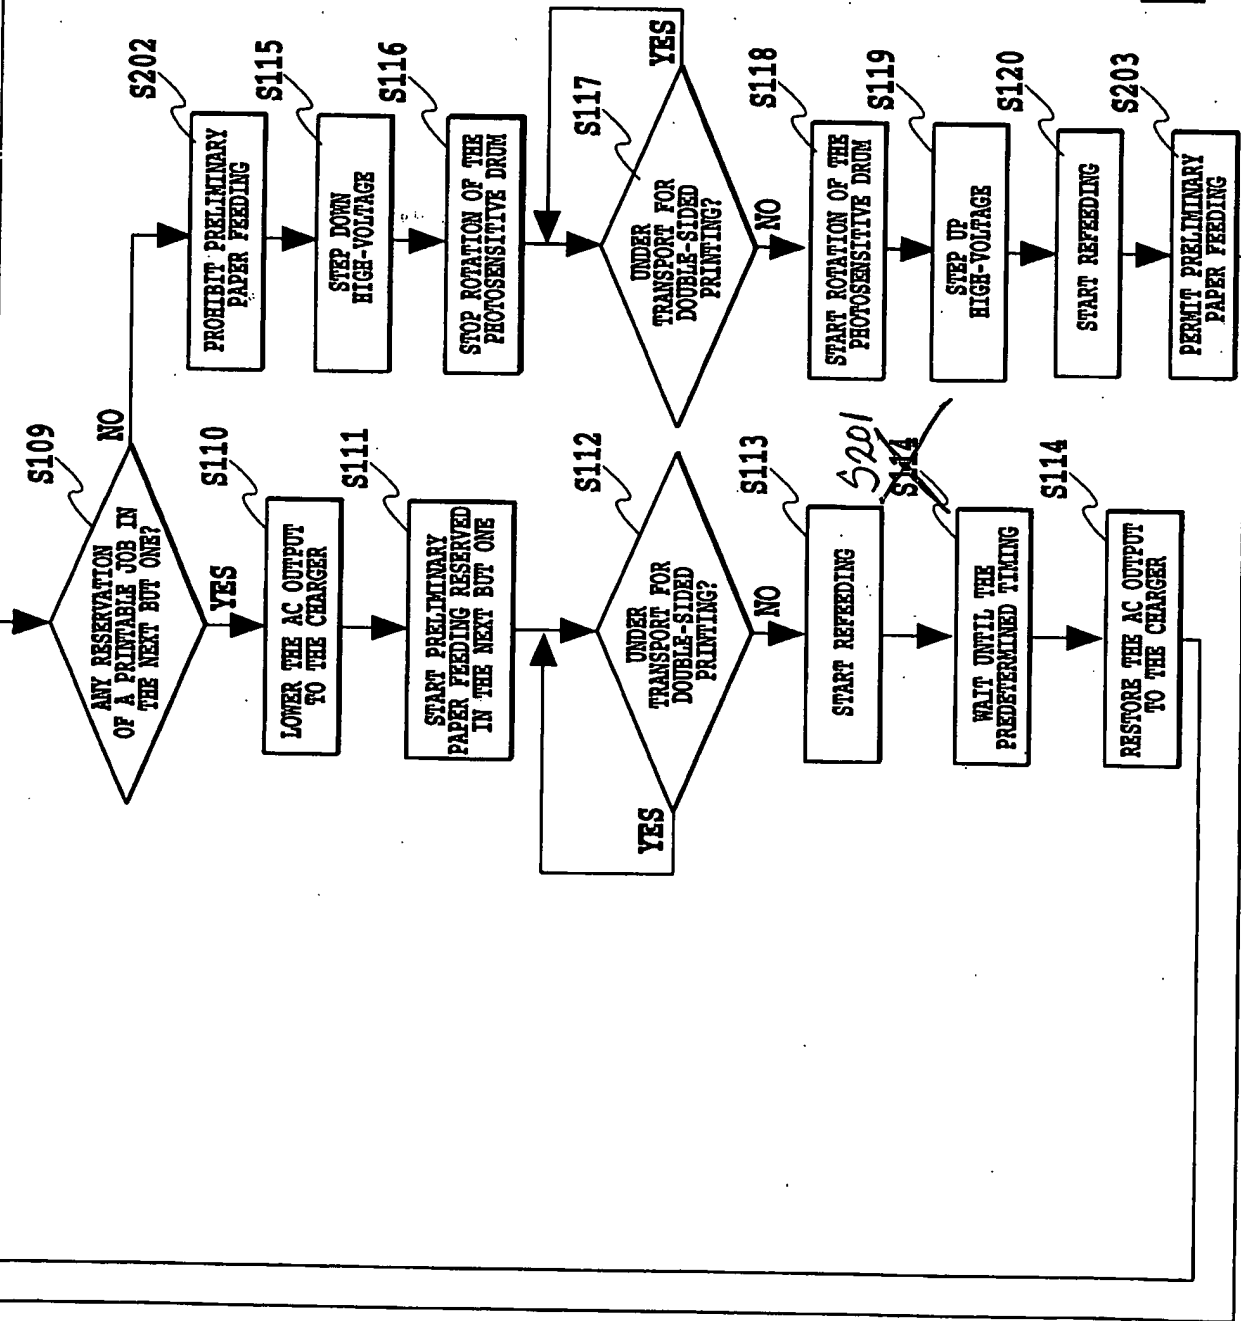 S109
ANY RESERVATION
OF A PRINTABLE JOB IN
THE NEXT BUT ONE?
NO
YES
S110
LOWER THE AC OUTPUT
TO THE CHARGER
S111
START PRELIMINARY
PAPER FEEDING RESERVED
IN THE NEXT BUT ONE
S112
UNDER
TRANSPORT FOR
DOUBLE-SIDED
PRINTING?
YES
NO
S113
START REFEEDING
S201
S114
WAIT UNTIL THE
PREDETERMINED TIMING
S114
RESTORE THE AC OUTPUT
TO THE CHARGER
S202
PROHIBIT PRELIMINARY
PAPER FEEDING
S115
STEP DOWN
HIGH-VOLTAGE
S116
STOP ROTATION OF THE
PHOTOSENSITIVE DRUM
S117
UNDER
TRANSPORT FOR
DOUBLE-SIDED
PRINTING?
YES
NO
S118
START ROTATION OF THE
PHOTOSENSITIVE DRUM
S119
STEP UP
HIGH-VOLTAGE
S120
START REFEEDING
S203
PERMIT PRELIMINARY
PAPER FEEDING